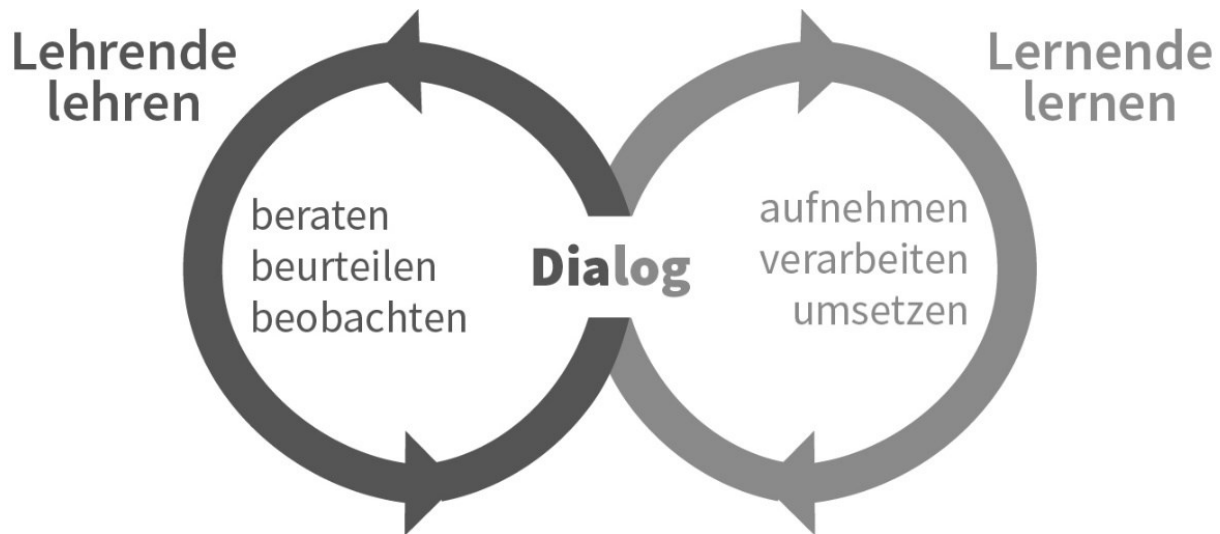 Lehrende
lehren
Lernende
lernen
beraten
beurteilen
beobachten
Dialog
aufnehmen
verarbeiten
umsetzen